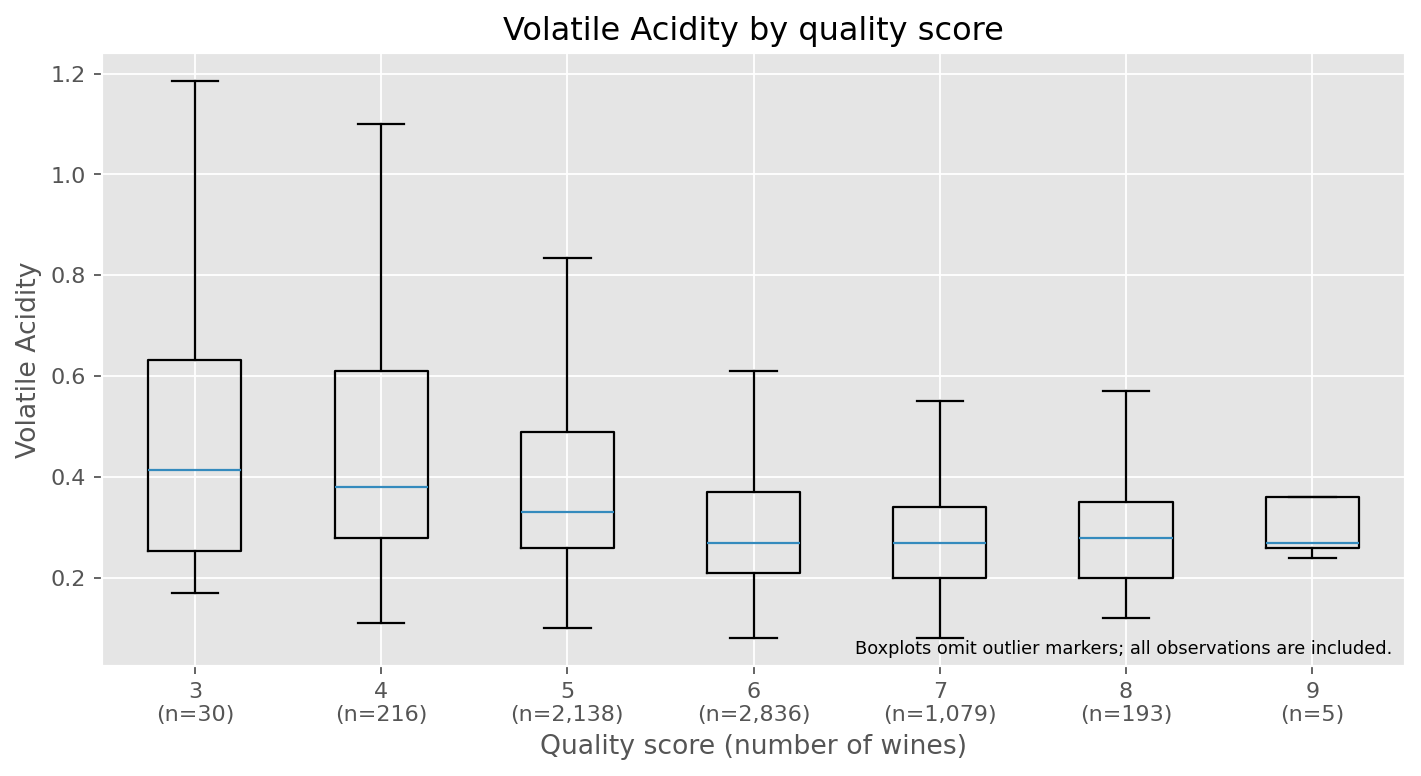 Volatile Acidity by quality score
Volatile Acidity
1.2
1.0
0.8
0.6
0.4
0.2
Boxplots omit outlier markers; all observations are included.
3 4 5 6 7 8 9
(n=30) (n=216) (n=2,138) (n=2,836) (n=1,079) (n=193) (n=5)
Quality score (number of wines)